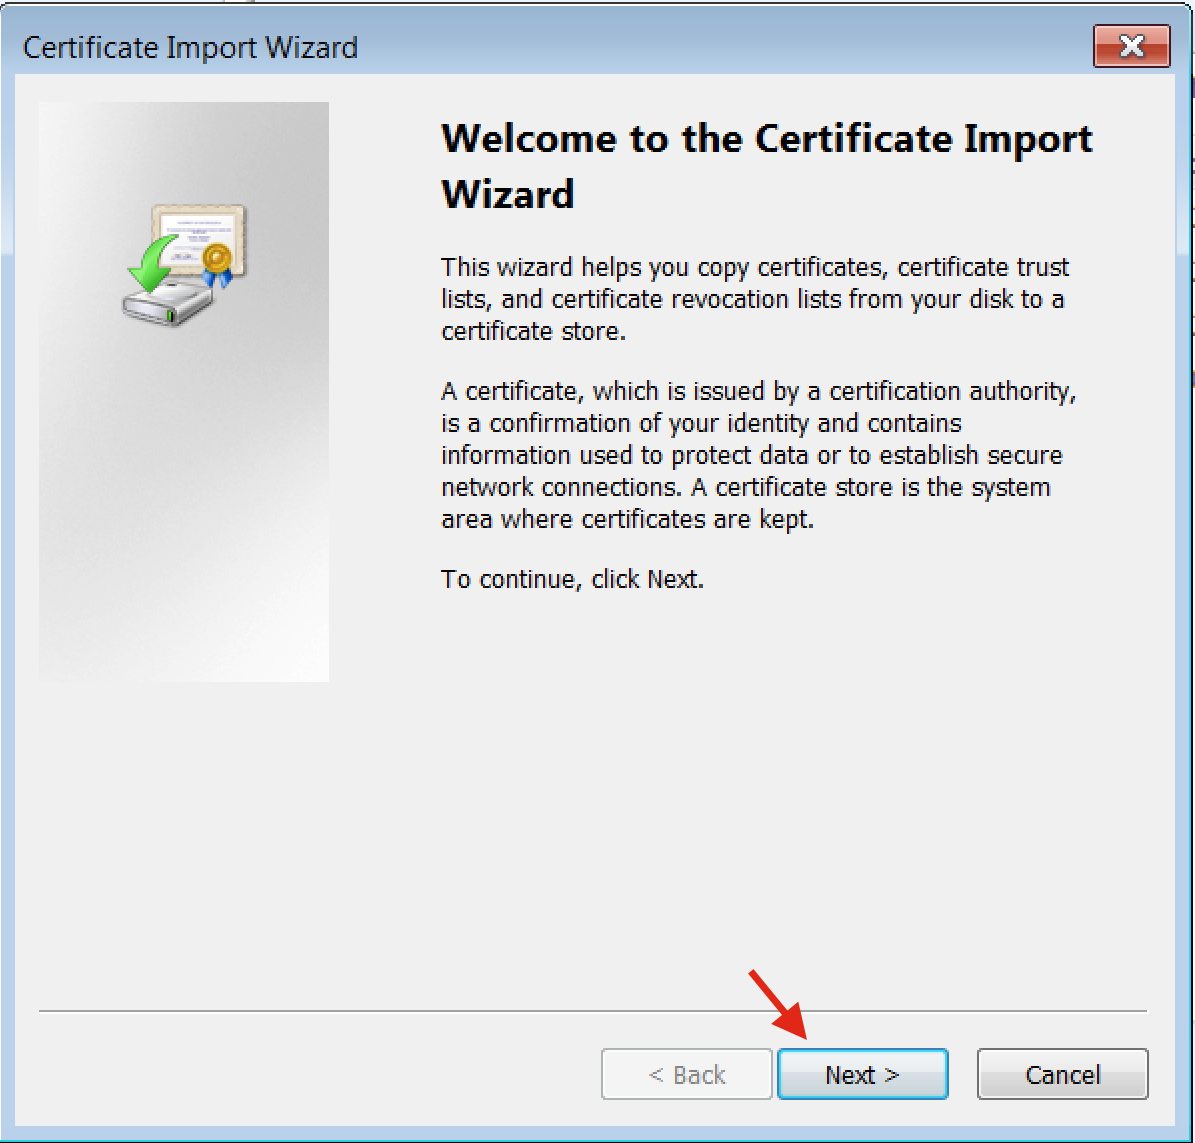 Certificate Import Wizard
Welcome to the Certificate Import
Wizard
This wizard helps you copy certificates, certificate trust
lists, and certificate revocation lists from your disk to a
certificate store.
A certificate, which is issued by a certification authority,
is a confirmation of your identity and contains
information used to protect data or to establish secure
network connections. A certificate store is the system
area where certificates are kept.
To continue, click Next.
< Back
Next >
Cancel